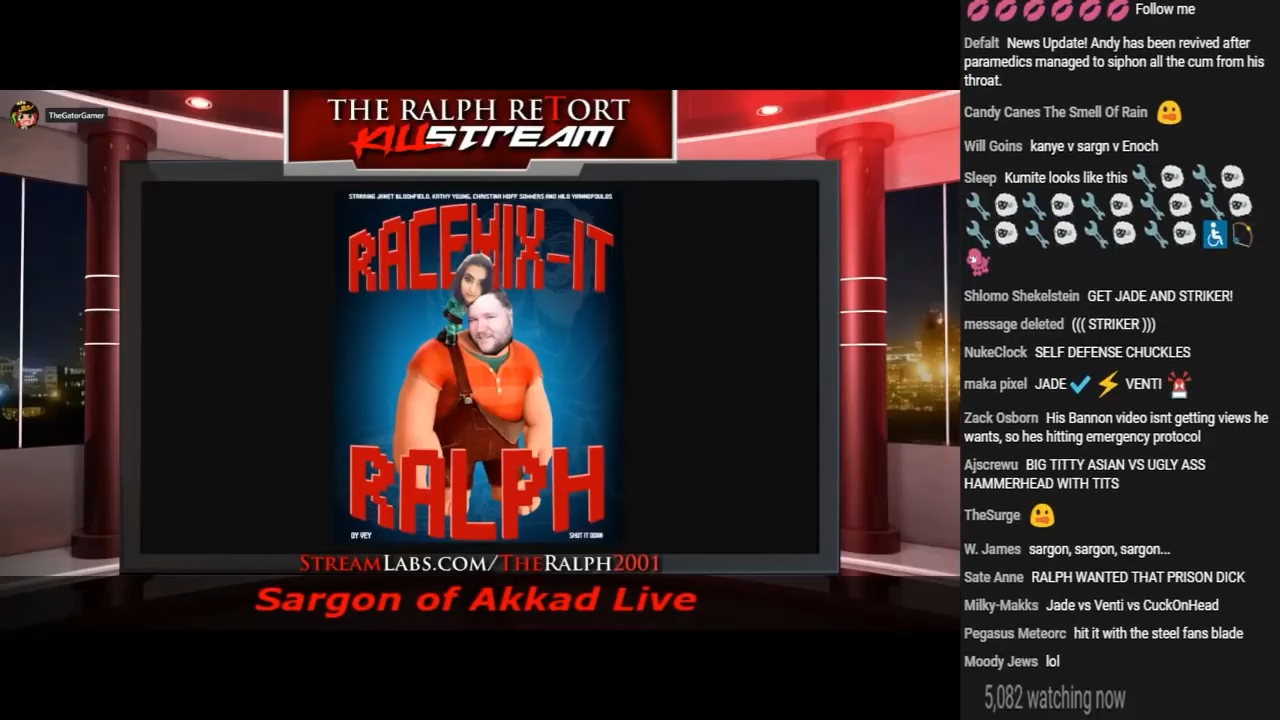 TheGatorGamer
THE RALPH RETORT
KILLSTREAM
STARRING JANET BLOOMFIELD, KATHY YOUNG, CHRISTINA HOFF SOMMERS AND MILO YIANNOPOULOS
RACEMIX-IT
RALPH
OY VEY
SHUT IT DOWN
STREAMLABS.COM/THERALPH2001
Sargon of Akkad Live
Follow me
Defalt News Update! Andy has been revived after
paramedics managed to siphon all the cum from his
throat.
Candy Canes The Smell Of Rain
Will Goins kanye v sargn v Enoch
Sleep Kumite looks like this
Shlomo Shekelstein GET JADE AND STRIKER!
message deleted ((( STRIKER )))
NukeClock SELF DEFENSE CHUCKLES
maka pixel JADE ✔ ⚡ VENTI 🚨
Zack Osborn His Bannon video isnt getting views he
wants, so hes hitting emergency protocol
Ajscrewu BIG TITTY ASIAN VS UGLY ASS
HAMMERHEAD WITH TITS
TheSurge
W. James sargon, sargon, sargon...
Sate Anne RALPH WANTED THAT PRISON DICK
Milky-Makks Jade vs Venti vs CuckOnHead
Pegasus Meteorc hit it with the steel fans blade
Moody Jews lol
5,082 watching now